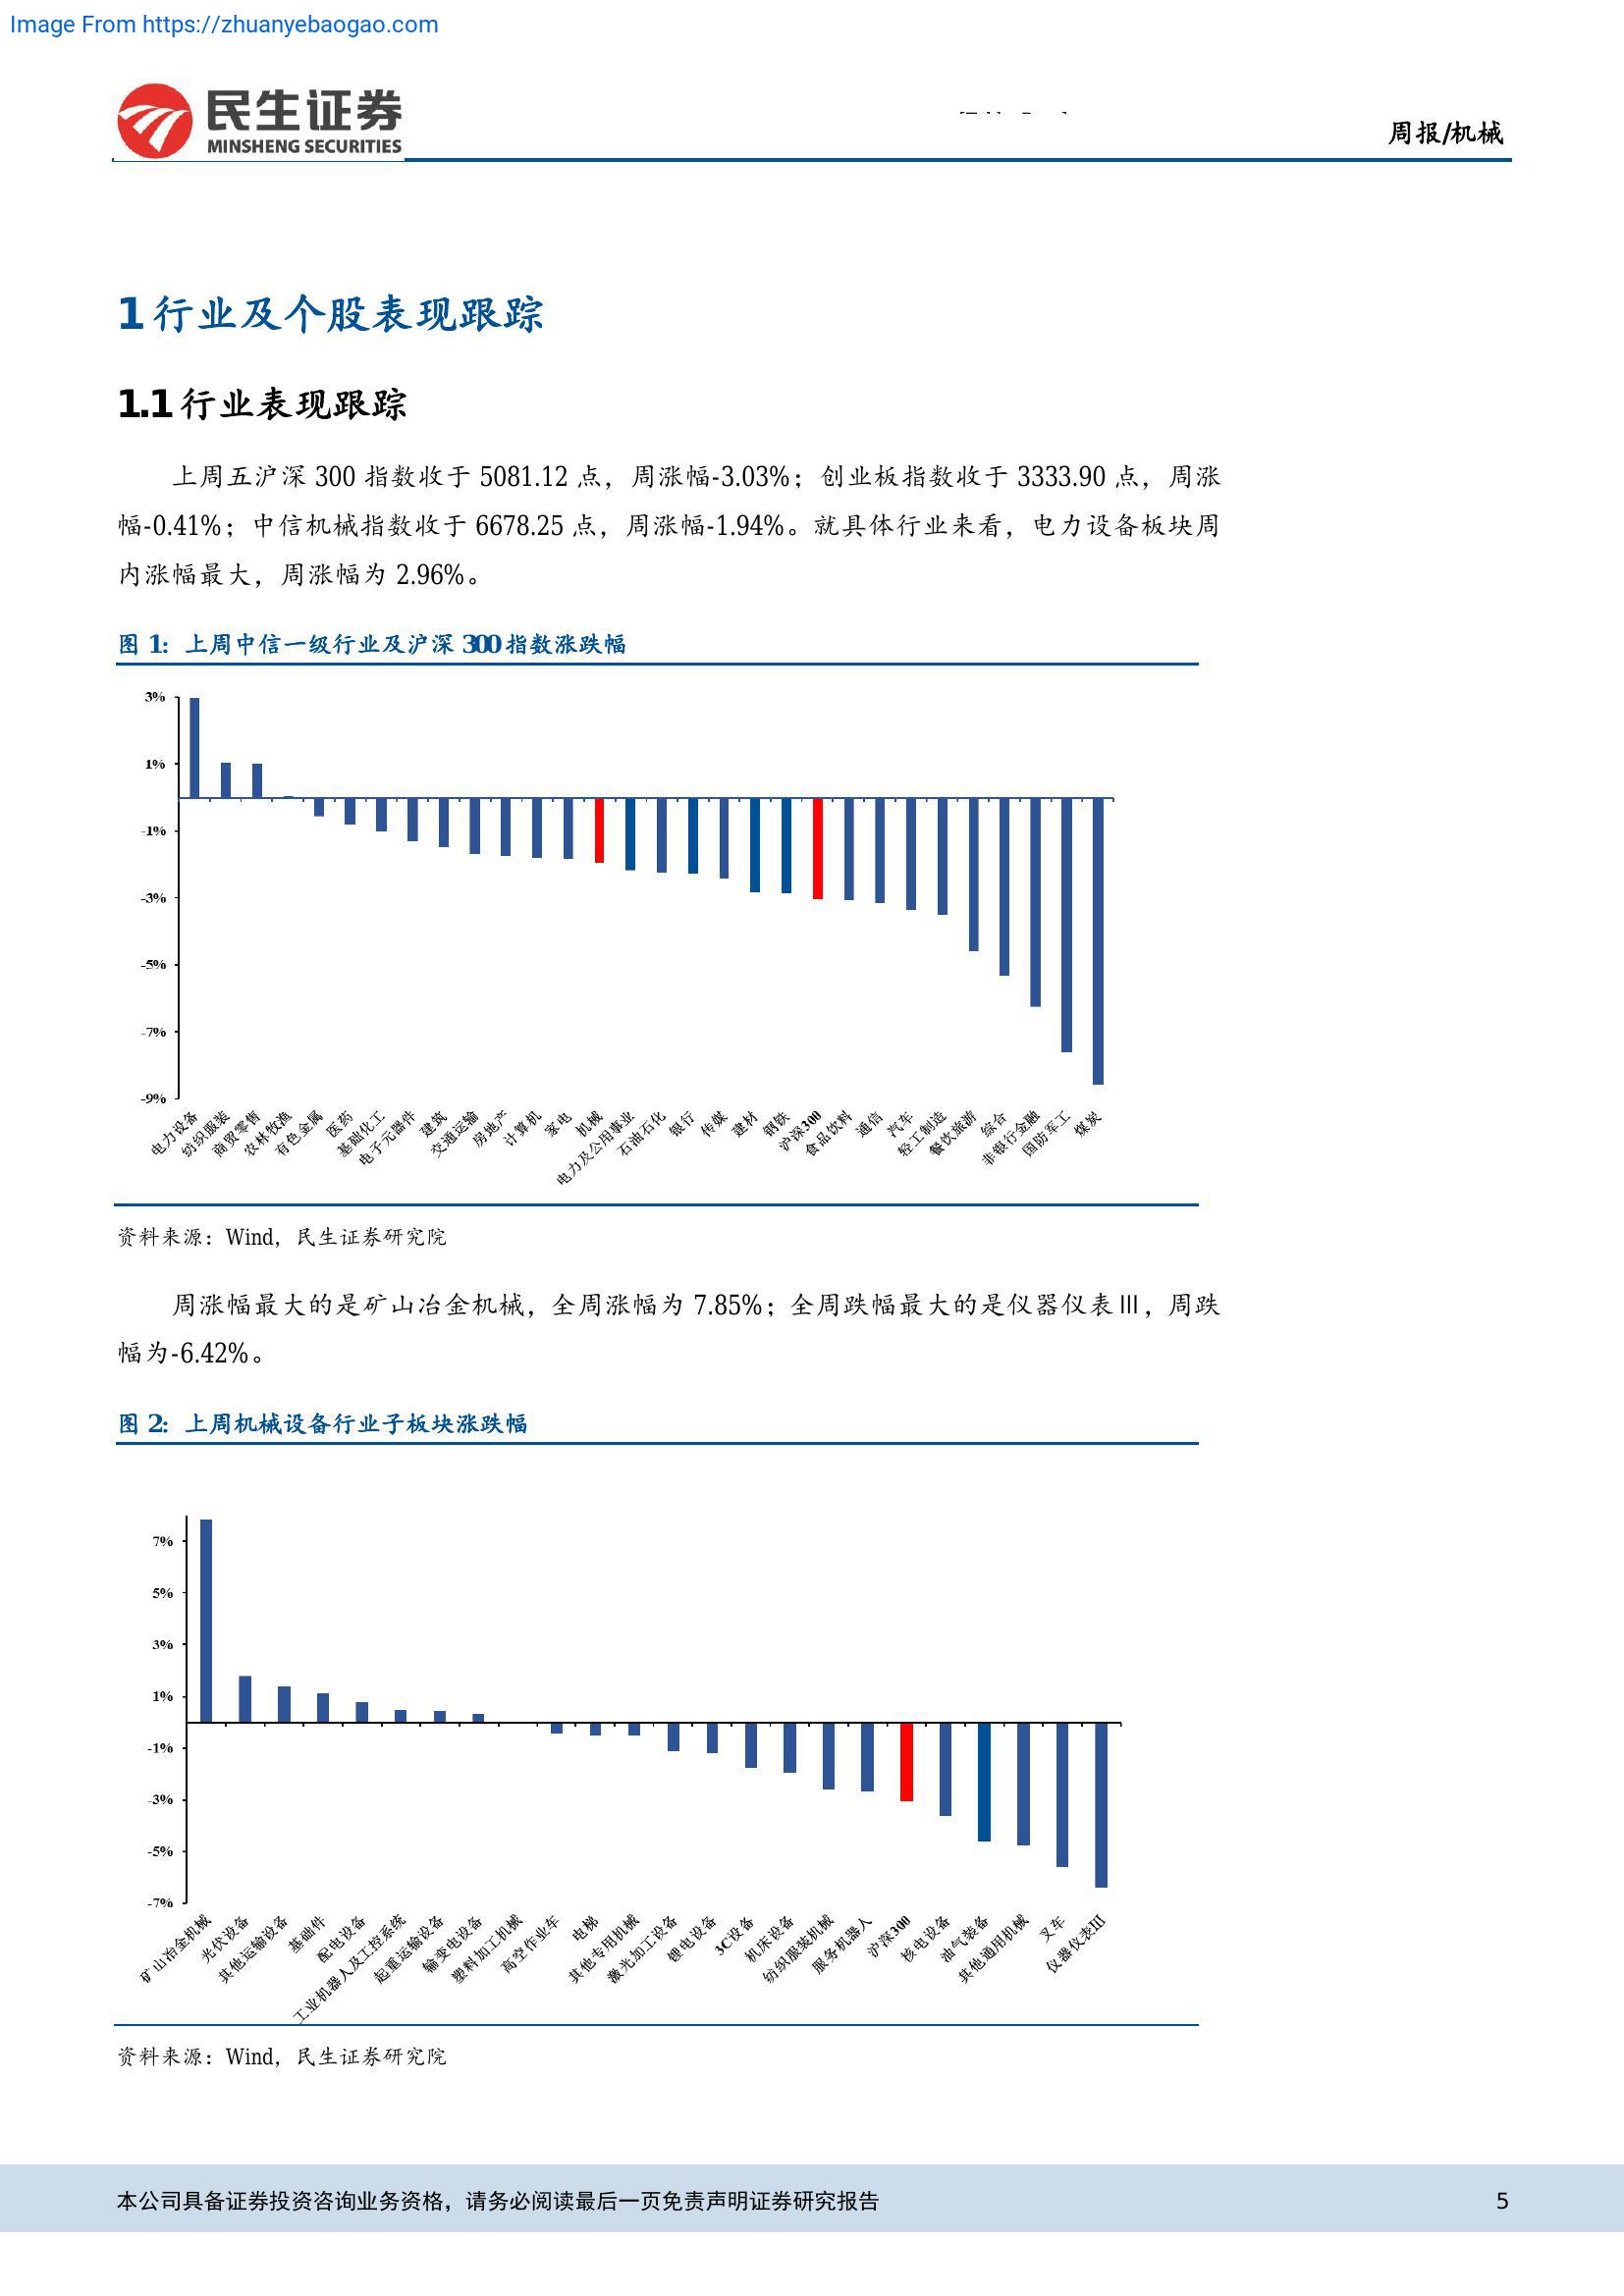 Image From https://zhuanyebaogao.com
民生证券
MINSHENG SECURITIES
周报/机械
1 行业及个股表现跟踪
1.1 行业表现跟踪
上周五沪深 300 指数收于 5081.12 点，周涨幅-3.03%；创业板指数收于 3333.90 点，周涨
幅-0.41%；中信机械指数收于 6678.25 点，周涨幅-1.94%。就具体行业来看，电力设备板块周
内涨幅最大，周涨幅为 2.96%。
图 1: 上周中信一级行业及沪深 300 指数涨跌幅
3%
1%
-1%
-3%
-5%
-7%
-9%
电力设备
纺织服装
商贸零售
农林牧渔
有色金属
医药
基础化工
电子元器件
建筑
交通运输
房地产
计算机
家电
机械
电力及公用事业
石油石化
银行
传媒
建材
钢铁
沪深300
食品饮料
通信
汽车
轻工制造
餐饮旅游
综合
非银行金融
国防军工
煤炭
资料来源：Wind，民生证券研究院
周涨幅最大的是矿山冶金机械，全周涨幅为 7.85%；全周跌幅最大的是仪器仪表Ⅲ，周跌
幅为-6.42%。
图 2: 上周机械设备行业子板块涨跌幅
7%
5%
3%
1%
-1%
-3%
-5%
-7%
矿山冶金机械
光伏设备
其他运输设备
基础件
配电设备
工业机器人及工控系统
起重运输设备
输变电设备
塑料加工机械
高空作业车
电梯
其他专用机械
激光加工设备
锂电设备
3C设备
机床设备
纺织服装机械
服务机器人
沪深300
核电设备
油气装备
其他通用机械
叉车
仪器仪表III
资料来源：Wind，民生证券研究院
本公司具备证券投资咨询业务资格，请务必阅读最后一页免责声明证券研究报告
5